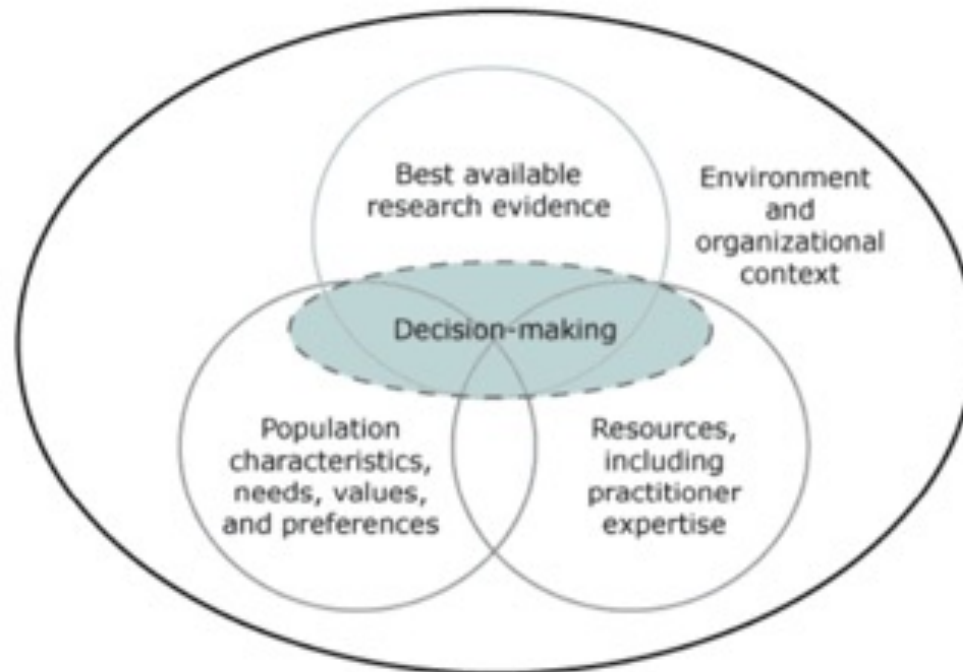 Best available
research evidence
Environment
and
organizational
context
Decision-making
Population
characteristics,
needs, values,
and preferences
Resources,
including
practitioner
expertise